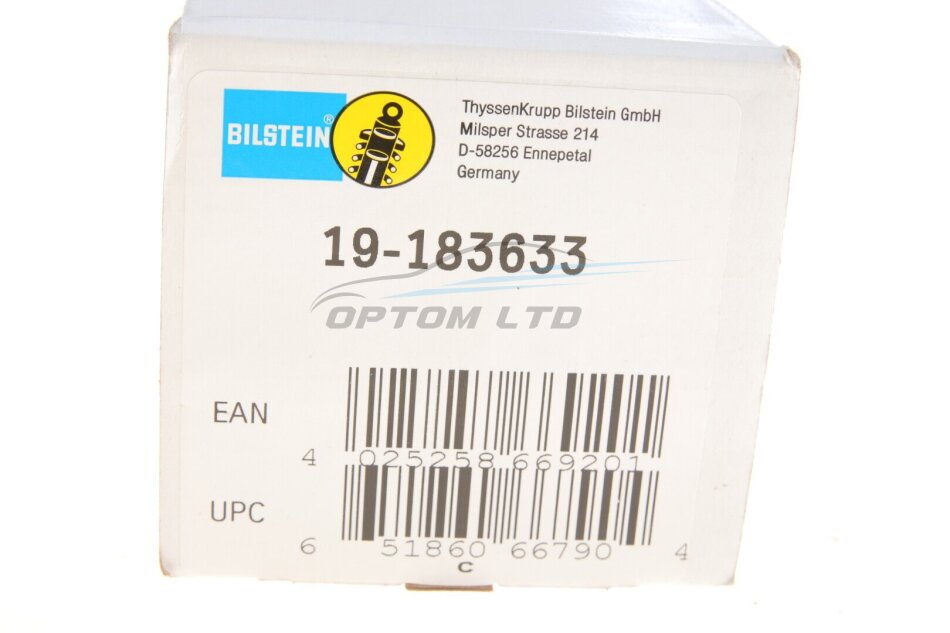 BILSTEIN®
ThyssenKrupp Bilstein GmbH
Milsper Strasse 214
D-58256 Ennepetal
Germany
19-183633
OPTOM LTD
EAN
4 025258 669201
UPC
6 51860 66790 4
C